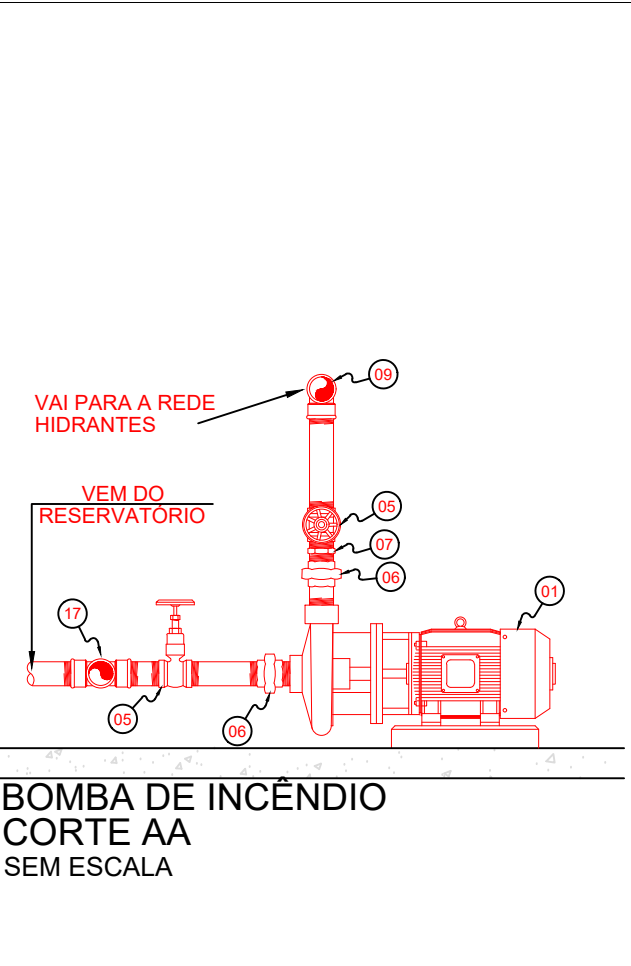 09
VAI PARA A REDE
HIDRANTES
VEM DO
RESERVATÓRIO
05
07
06
01
17
05
06
BOMBA DE INCÊNDIO
CORTE AA
SEM ESCALA